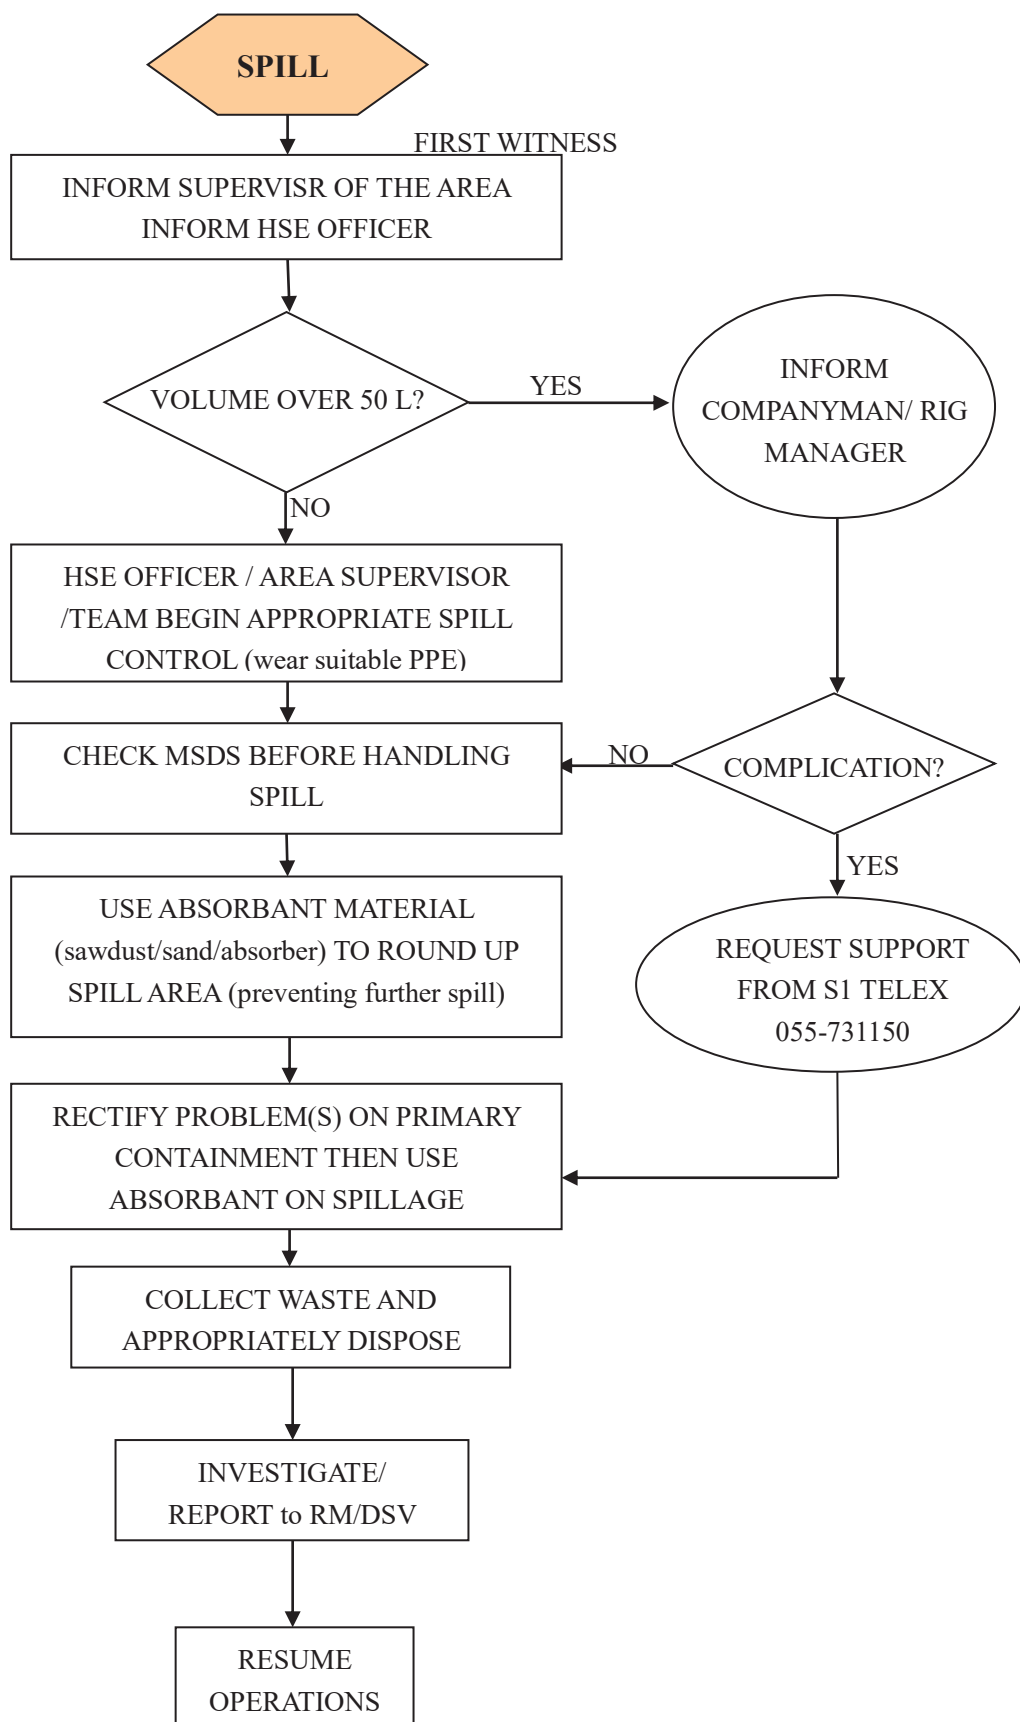 SPILL
FIRST WITNESS
INFORM SUPERVISR OF THE AREA
INFORM HSE OFFICER
VOLUME OVER 50 L?
YES
INFORM
COMPANYMAN/ RIG
MANAGER
NO
HSE OFFICER / AREA SUPERVISOR
/TEAM BEGIN APPROPRIATE SPILL
CONTROL (wear suitable PPE)
CHECK MSDS BEFORE HANDLING
SPILL
NO
COMPLICATION?
YES
USE ABSORBANT MATERIAL
(sawdust/sand/absorber) TO ROUND UP
SPILL AREA (preventing further spill)
REQUEST SUPPORT
FROM S1 TELEX
055-731150
RECTIFY PROBLEM(S) ON PRIMARY
CONTAINMENT THEN USE
ABSORBANT ON SPILLAGE
COLLECT WASTE AND
APPROPRIATELY DISPOSE
INVESTIGATE/
REPORT to RM/DSV
RESUME
OPERATIONS